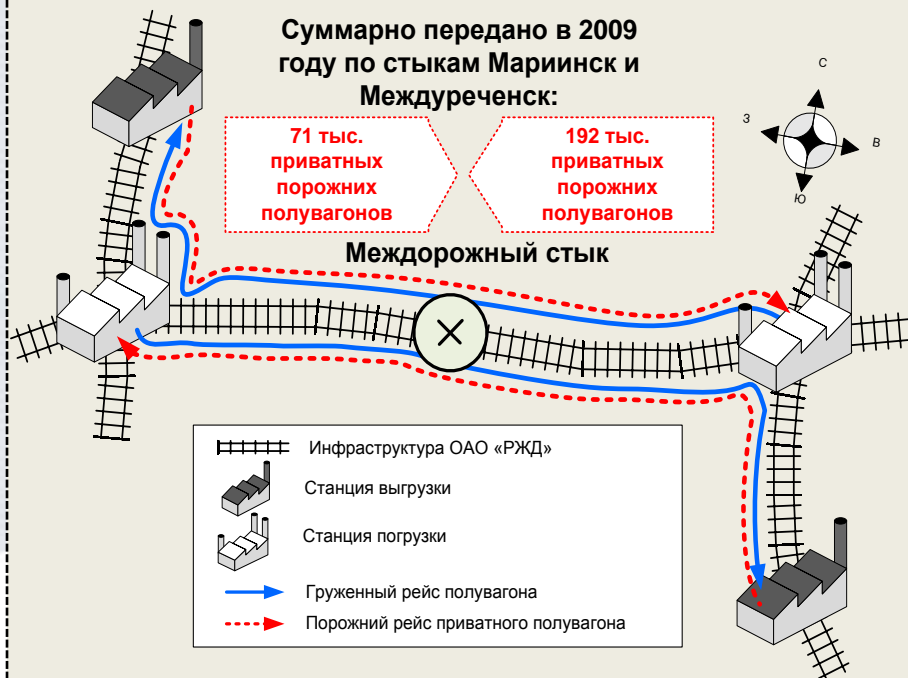 Суммарно передано в 2009
году по стыкам Мариинск и
Междуреченск:
71 тыс.
приватных
порожних
полувагонов
192 тыс.
приватных
порожних
полувагонов
С
З
В
Ю
Междорожный стык
Инфраструктура ОАО «РЖД»
Станция выгрузки
Станция погрузки
Груженный рейс полувагона
Порожний рейс приватного полувагона